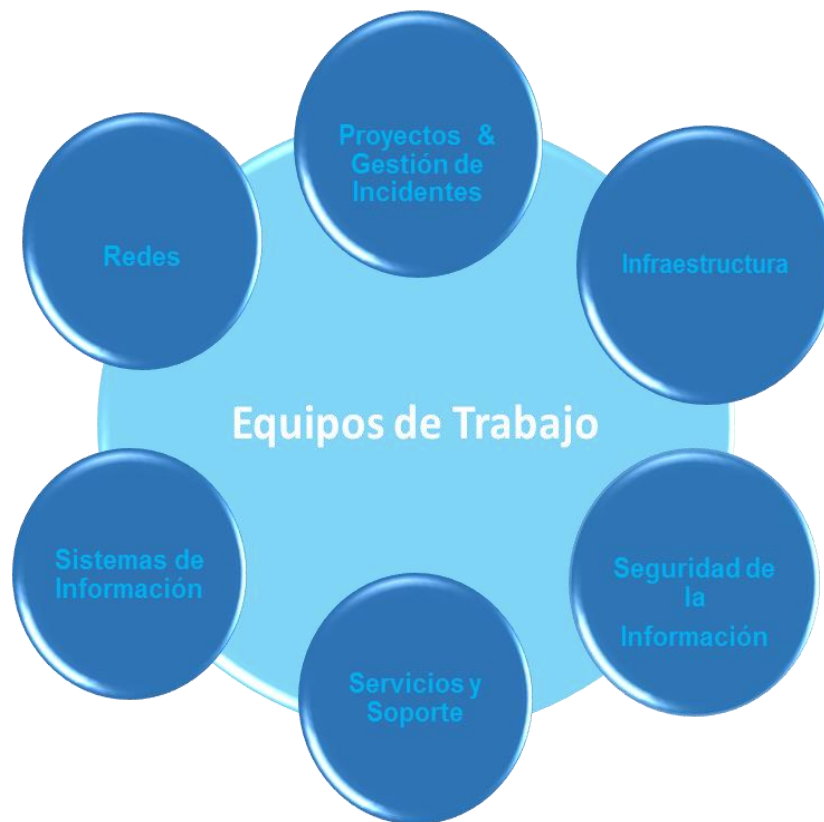 Proyectos &
Gestión de
Incidentes
Redes
Infraestructura
Equipos de Trabajo
Sistemas de
Información
Seguridad de
la
Información
Servicios y
Soporte